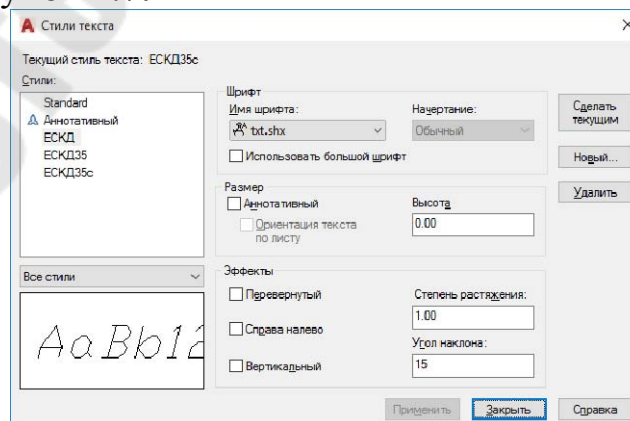 Стили текста
Текущий стиль текста: ЕСКД35с
Стили:
Standard
Аннотативный
ЕСКД
ЕСКД35
ЕСКД35с
Все стили
AaBb12
Шрифт
Имя шрифта:
txt.shx
Начертание:
Обычный
Использовать большой шрифт
Размер
Аннотативный
Ориентация текста
по листу
Высота
0.00
Эффекты
Перевернутый
Справа налево
Вертикальный
Степень растяжения:
1.00
Угол наклона:
15
Сделать
текущим
Новый...
Удалить
Применить
Закрыть
Справка